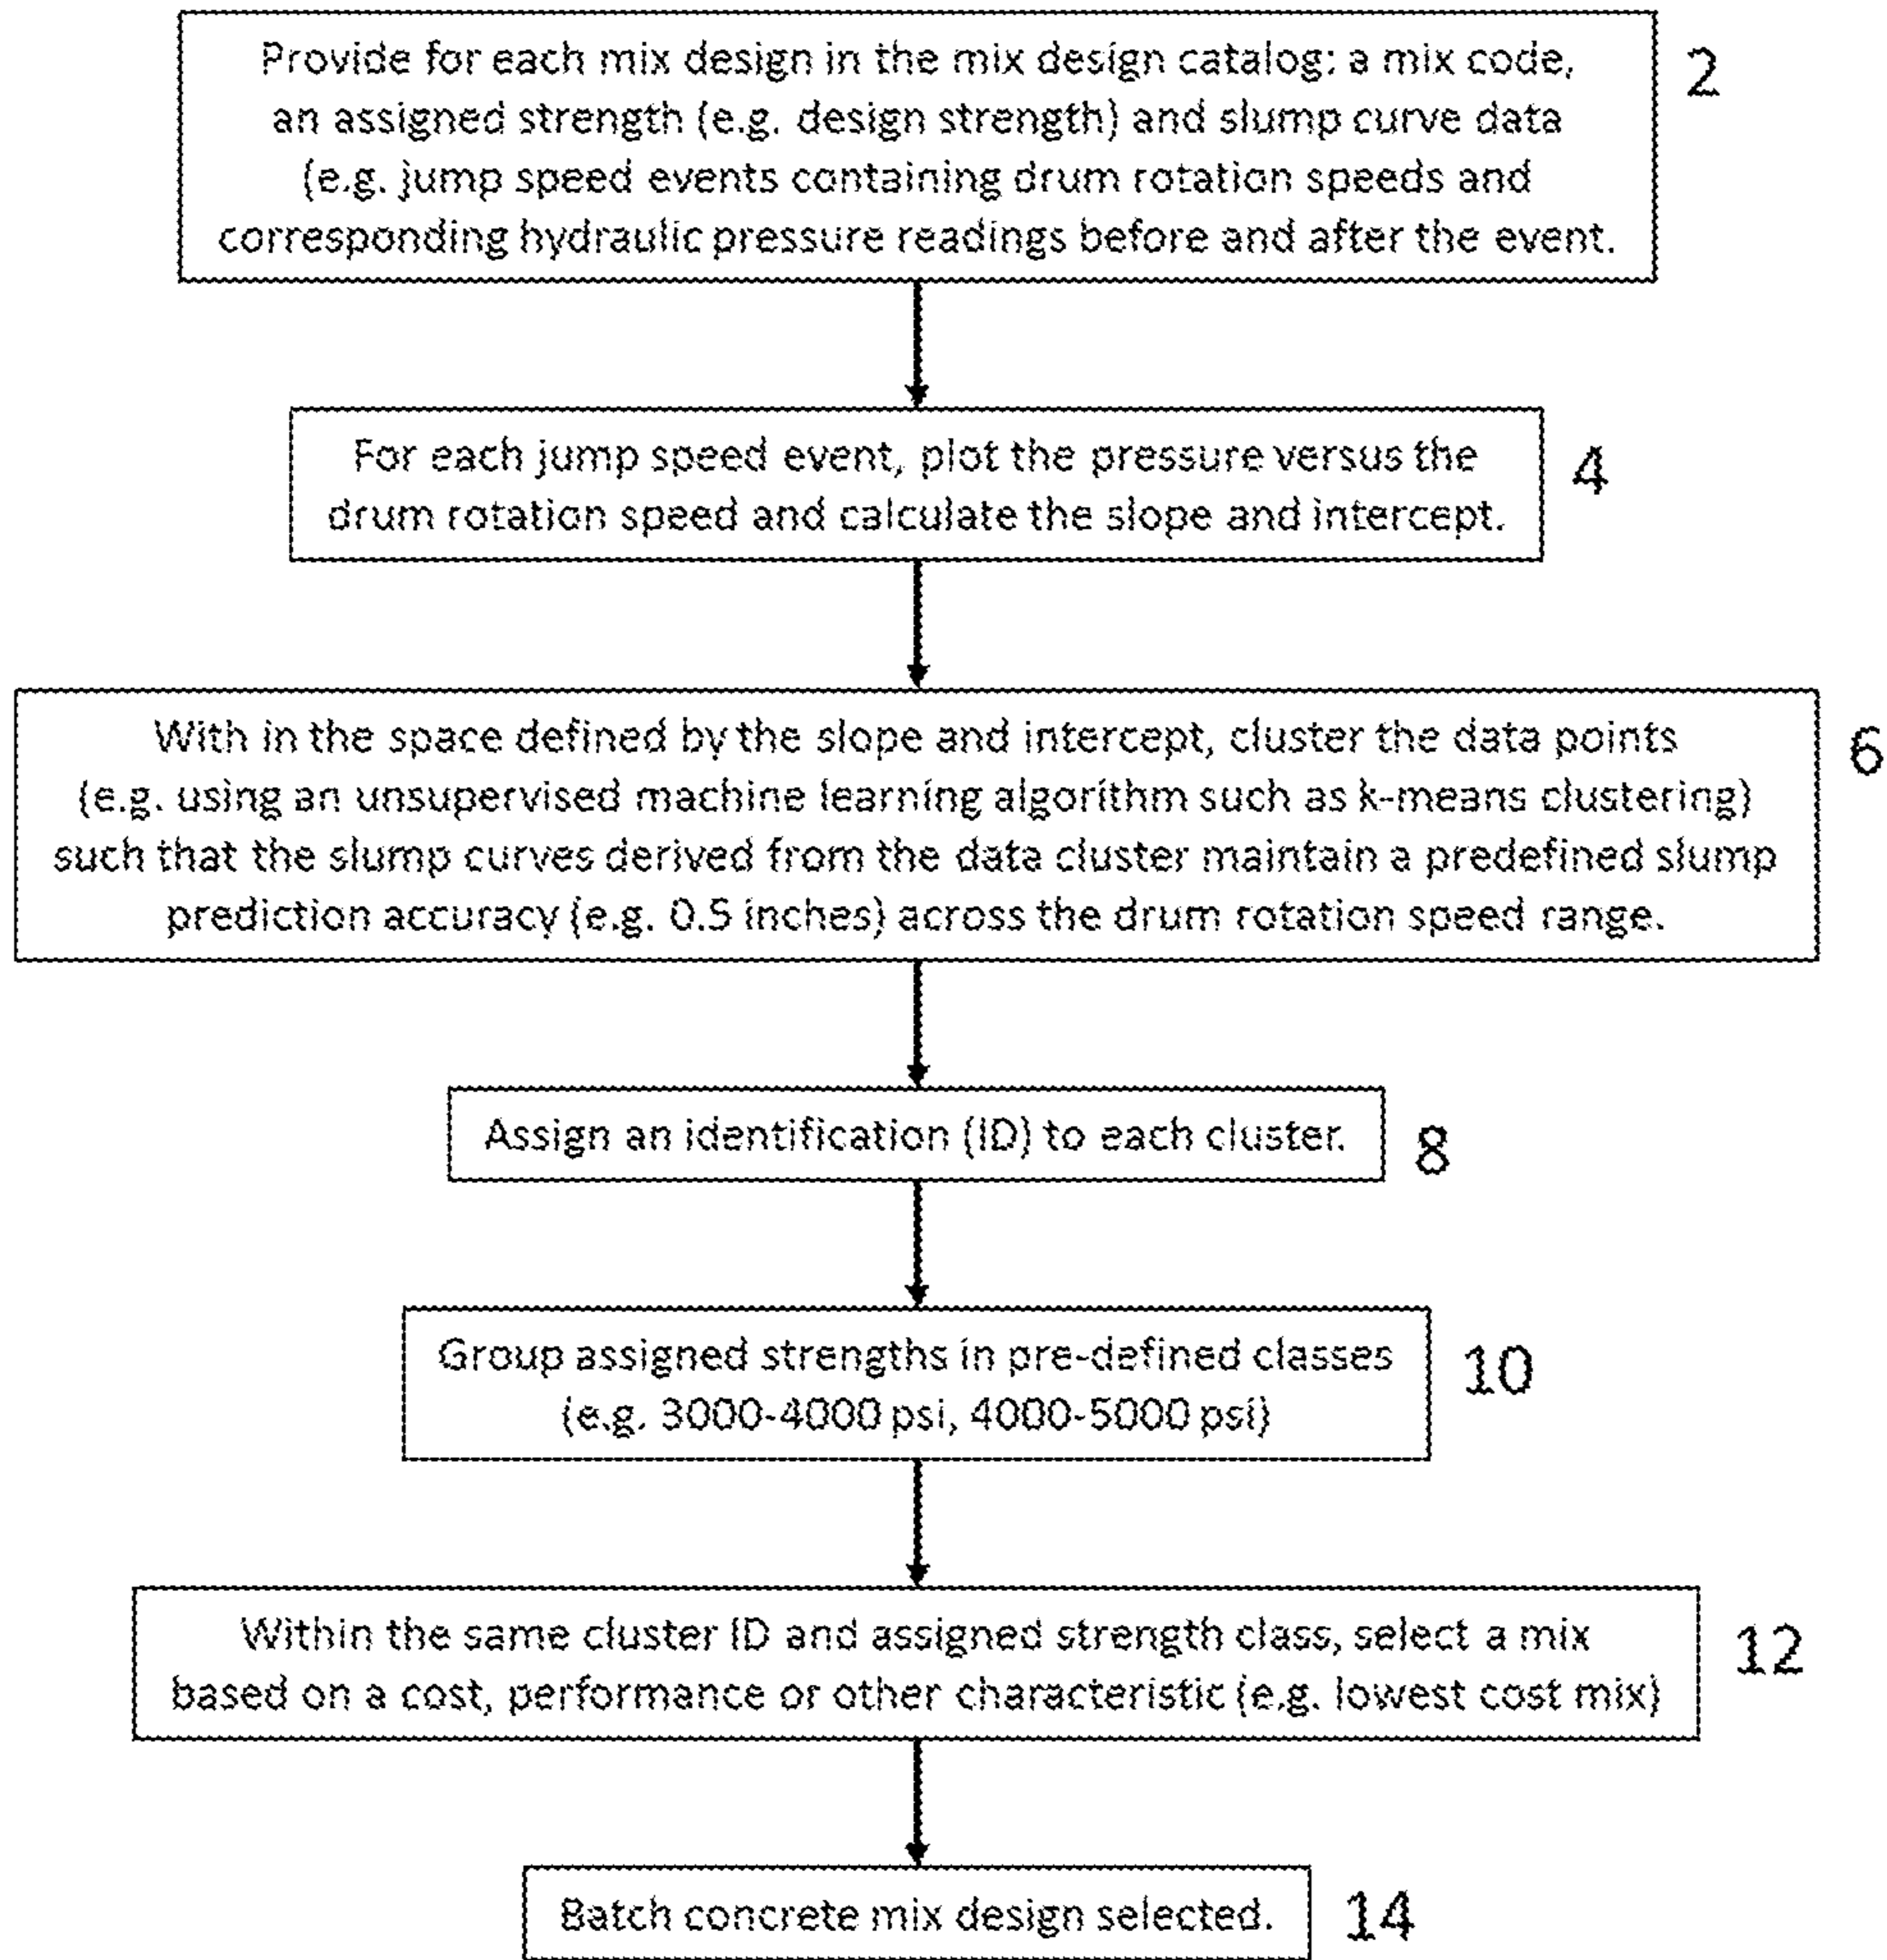 Provide for each mix design in the mix design catalog: a mix code,
an assigned strength (e.g. design strength) and slump curve data
(e.g. jump speed events containing drum rotation speeds and
corresponding hydraulic pressure readings before and after the event.
2
For each jump speed event, plot the pressure versus the
drum rotation speed and calculate the slope and intercept.
4
With in the space defined by the slope and intercept, cluster the data points
(e.g. using an unsupervised machine learning algorithm such as k-means clustering)
such that the slump curves derived from the data cluster maintain a predefined slump
prediction accuracy (e.g. 0.5 inches) across the drum rotation speed range.
6
Assign an identification (ID) to each cluster.
8
Group assigned strengths in pre-defined classes
(e.g. 3000-4000 psi, 4000-5000 psi)
10
Within the same cluster ID and assigned strength class, select a mix
based on a cost, performance or other characteristic (e.g. lowest cost mix)
12
Batch concrete mix design selected.
14